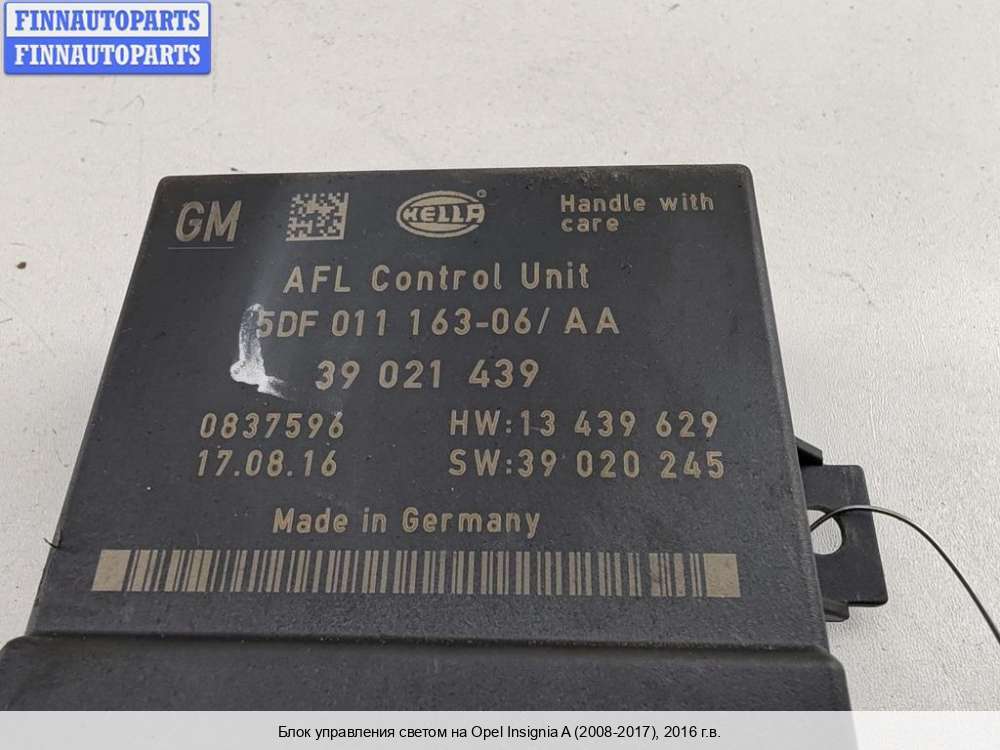 FINNAUTOPARTS
FINNAUTOPARTS
GM
HELLA
Handle with
care
AFL Control Unit
5DF 011 163-06/AA
39 021 439
0837596 HW:13 439 629
17.08.16 SW:39 020 245
Made in Germany
Блок управления светом на Opel Insignia A (2008-2017), 2016 г.в.